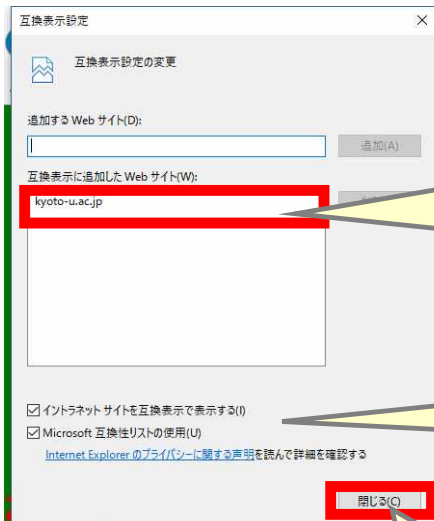 互換表示設定
互換表示設定の変更
追加する Web サイト(D):
追加(A)
互換表示に追加した Web サイト(W):
kyoto-u.ac.jp
イントラネット サイトを互換表示で表示する(I)
Microsoft 互換性リストの使用(U)
Internet Explorer のプライバシーに関する声明を読んで詳細を確認する
閉じる(C)